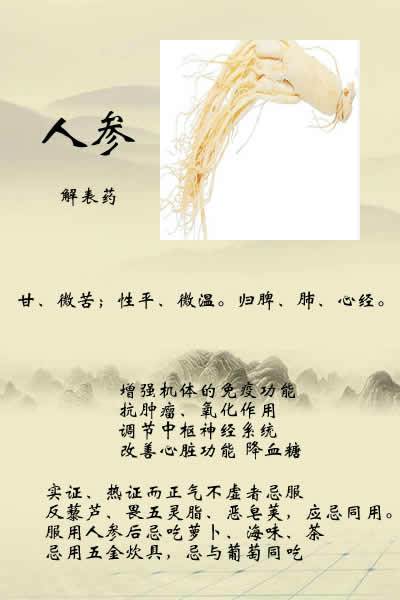 人参
解表药
甘、微苦；性平、微温。归脾、肺、心经。
增强机体的免疫功能
抗肿瘤、氧化作用
调节中枢神经系统
改善心脏功能 降血糖
实证、热证而正气不虚者忌服
反藜芦、畏五灵脂、恶皂荚，应忌同用。
服用人参后忌吃萝卜、海味、茶
忌用五金炊具，忌与葡萄同吃